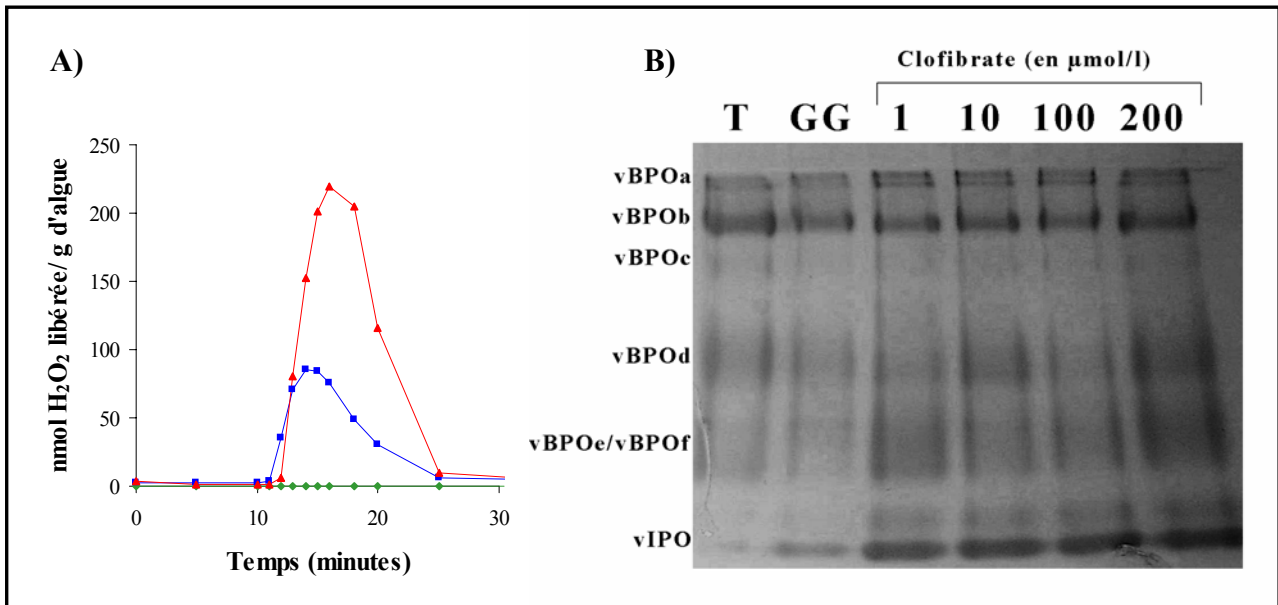 A)
nmol H₂O₂ libérée/ g d'algue
250
200
150
100
50
0
0 10 20 30
Temps (minutes)
B)
Clofibrate (en µmol/l)
T GG 1 10 100 200
vBPOa
vBPOb
vBPOc
vBPOd
vBPOe/vBPOf
vIPO